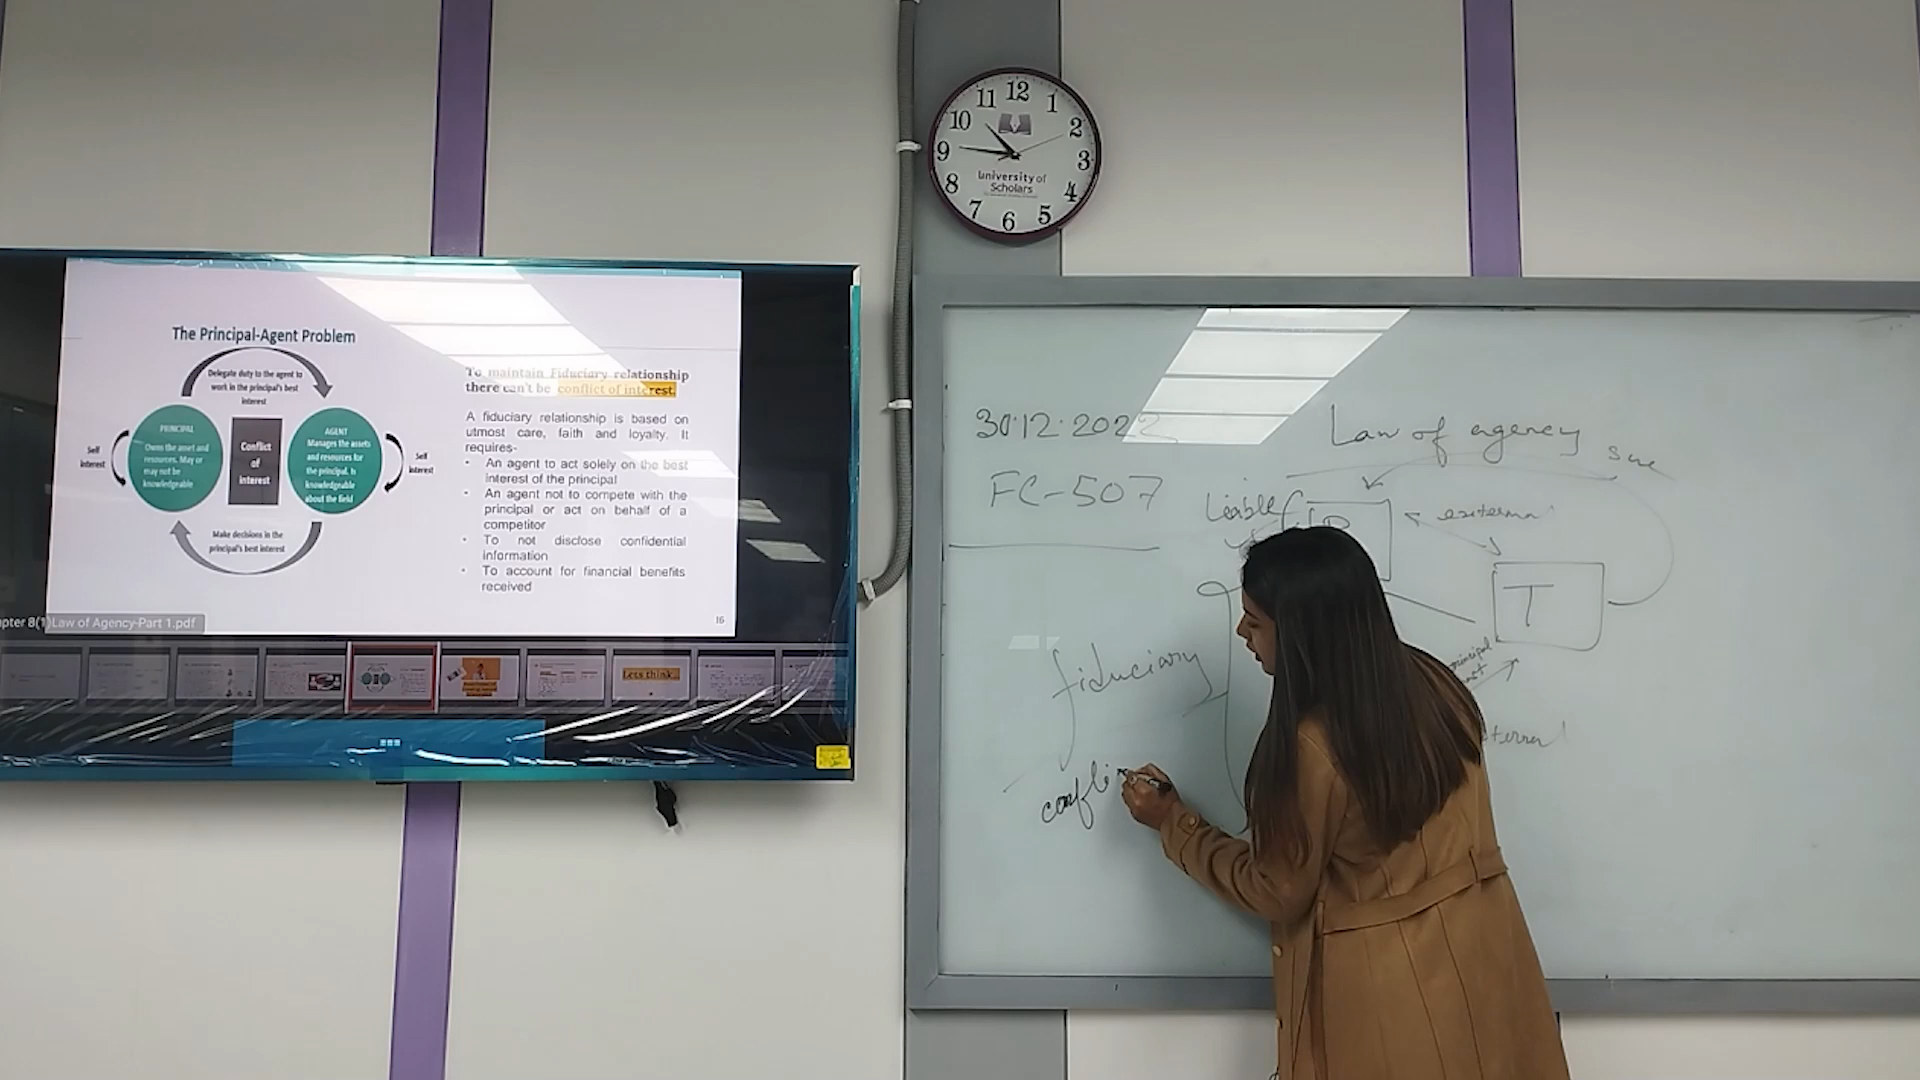 12
11
1
10
2
9
3
8
4
7
5
6
University of
Scholars
The Principal-Agent Problem
Delegate duty to the agent to
work in the principal's best
interest
PRINCIPAL
Owns the asset and
resources. May or
may not be
knowledgeable
Conflict
of
interest
AGENT
Manages the assets
and resources for
the principal. Is
knowledgeable
about the field
Self
interest
Self
interest
Make decisions in the
principal's best interest
To maintain Fiduciary relationship
there can't be conflict of interest.
A fiduciary relationship is based on
utmost care, faith and loyalty. It
requires-
- An agent to act solely on the best
interest of the principal
- An agent not to compete with the
principal or act on behalf of a
competitor
- To not disclose confidential
information
- To account for financial benefits
received
16
pter 8(1)Law of Agency-Part 1.pdf
Lets think...
30.12.2022
FC-507
Law of agency
sue
Liable
P
external
T
principal
fiduciary
confli